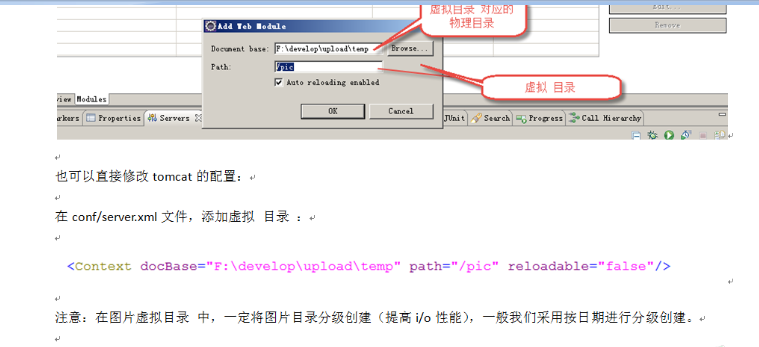 虚拟目录 对应的
物理目录
Edit...
Remove
Add Web Module
Document base: F:\develop\upload\temp Browse...
Path: /pic
虚拟 目录
Auto reloading enabled
OK Cancel
view Modules
arkers Properties Servers JUnit Search Progress Call Hierarchy
也可以直接修改 tomcat 的配置：
在 conf/server.xml 文件，添加虚拟 目录 ：
<Context docBase="F:\develop\upload\temp" path="/pic" reloadable="false"/>
注意：在图片虚拟目录 中，一定将图片目录分级创建（提高 i/o 性能），一般我们采用按日期进行分级创建。